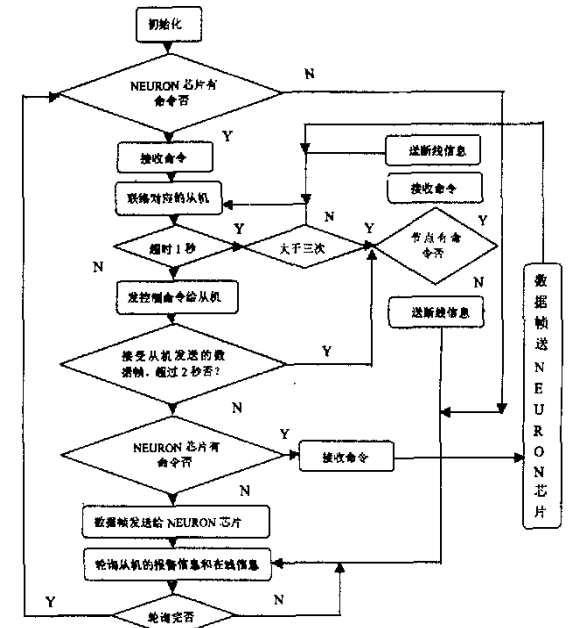 初始化
NEURON 芯片有
命令否
N
Y
接收命令
送断线信息
联络对应的从机
接收命令
N
Y
Y
Y
超时1秒
大于三次
节点有命
令否
N
N
发控制命令给从机
送断线信息
数据帧送NEURON芯片
接受从机发送的数
据帧,超过2秒否?
Y
N
NEURON 芯片有
命令否
Y
接收命令
N
数据帧发送给 NEURON 芯片
轮询从机的报警信息和在线信息
Y
N
轮询完否